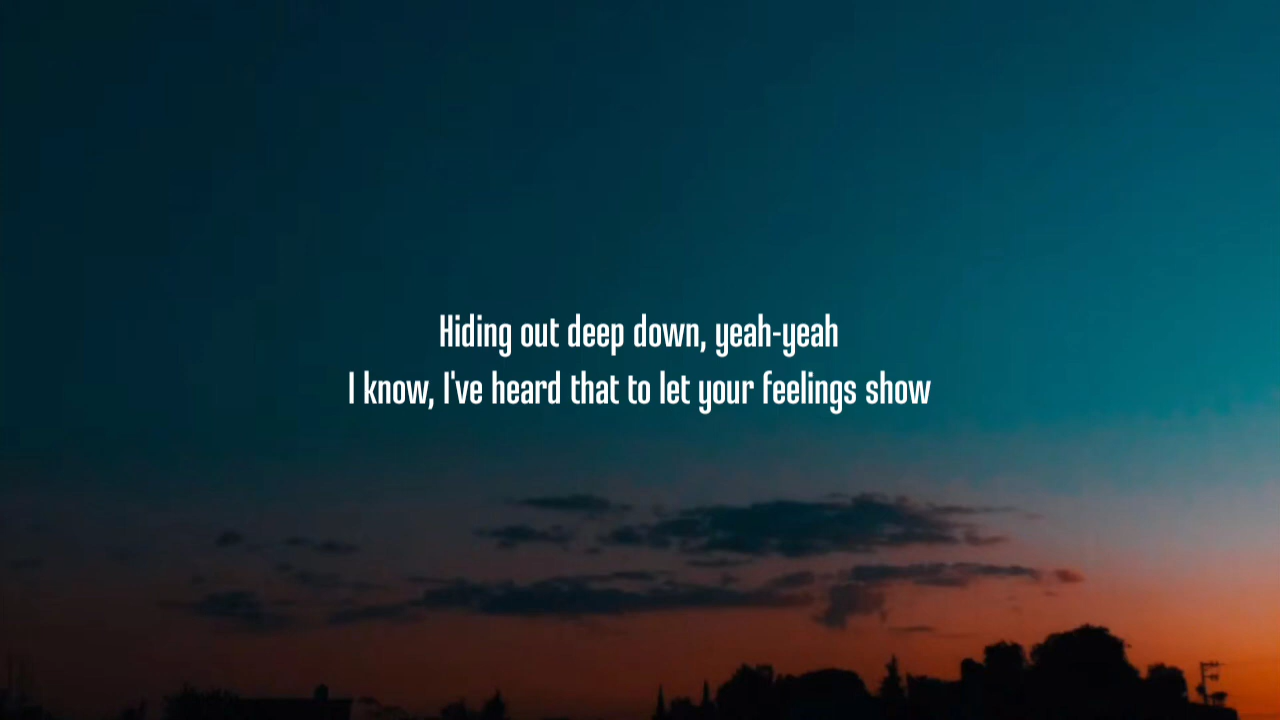 Hiding out deep down, yeah-yeah
I know, I've heard that to let your feelings show